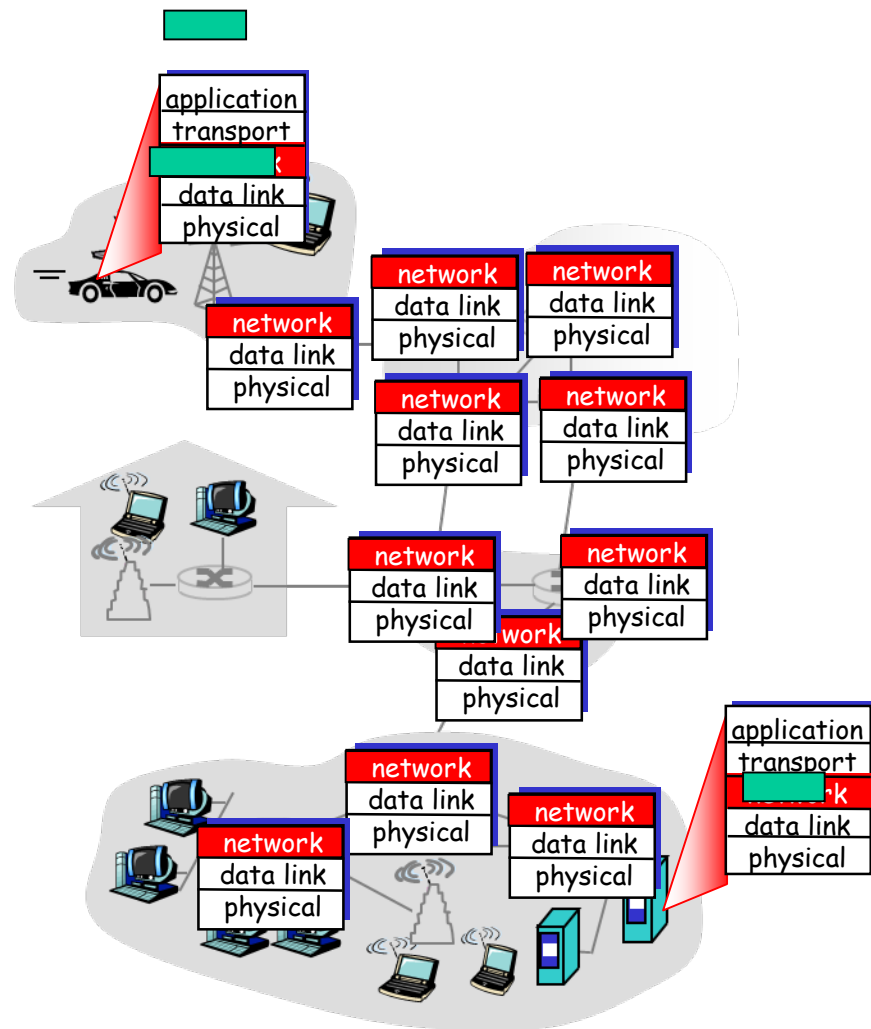 application
transport
k
data link
physical
network
data link
physical
network
data link
physical
network
data link
physical
network
data link
physical
network
data link
physical
network
data link
physical
network
data link
physical
work
data link
physical
application
transport
network
data link
physical
network
data link
physical
network
data link
physical
network
data link
physical